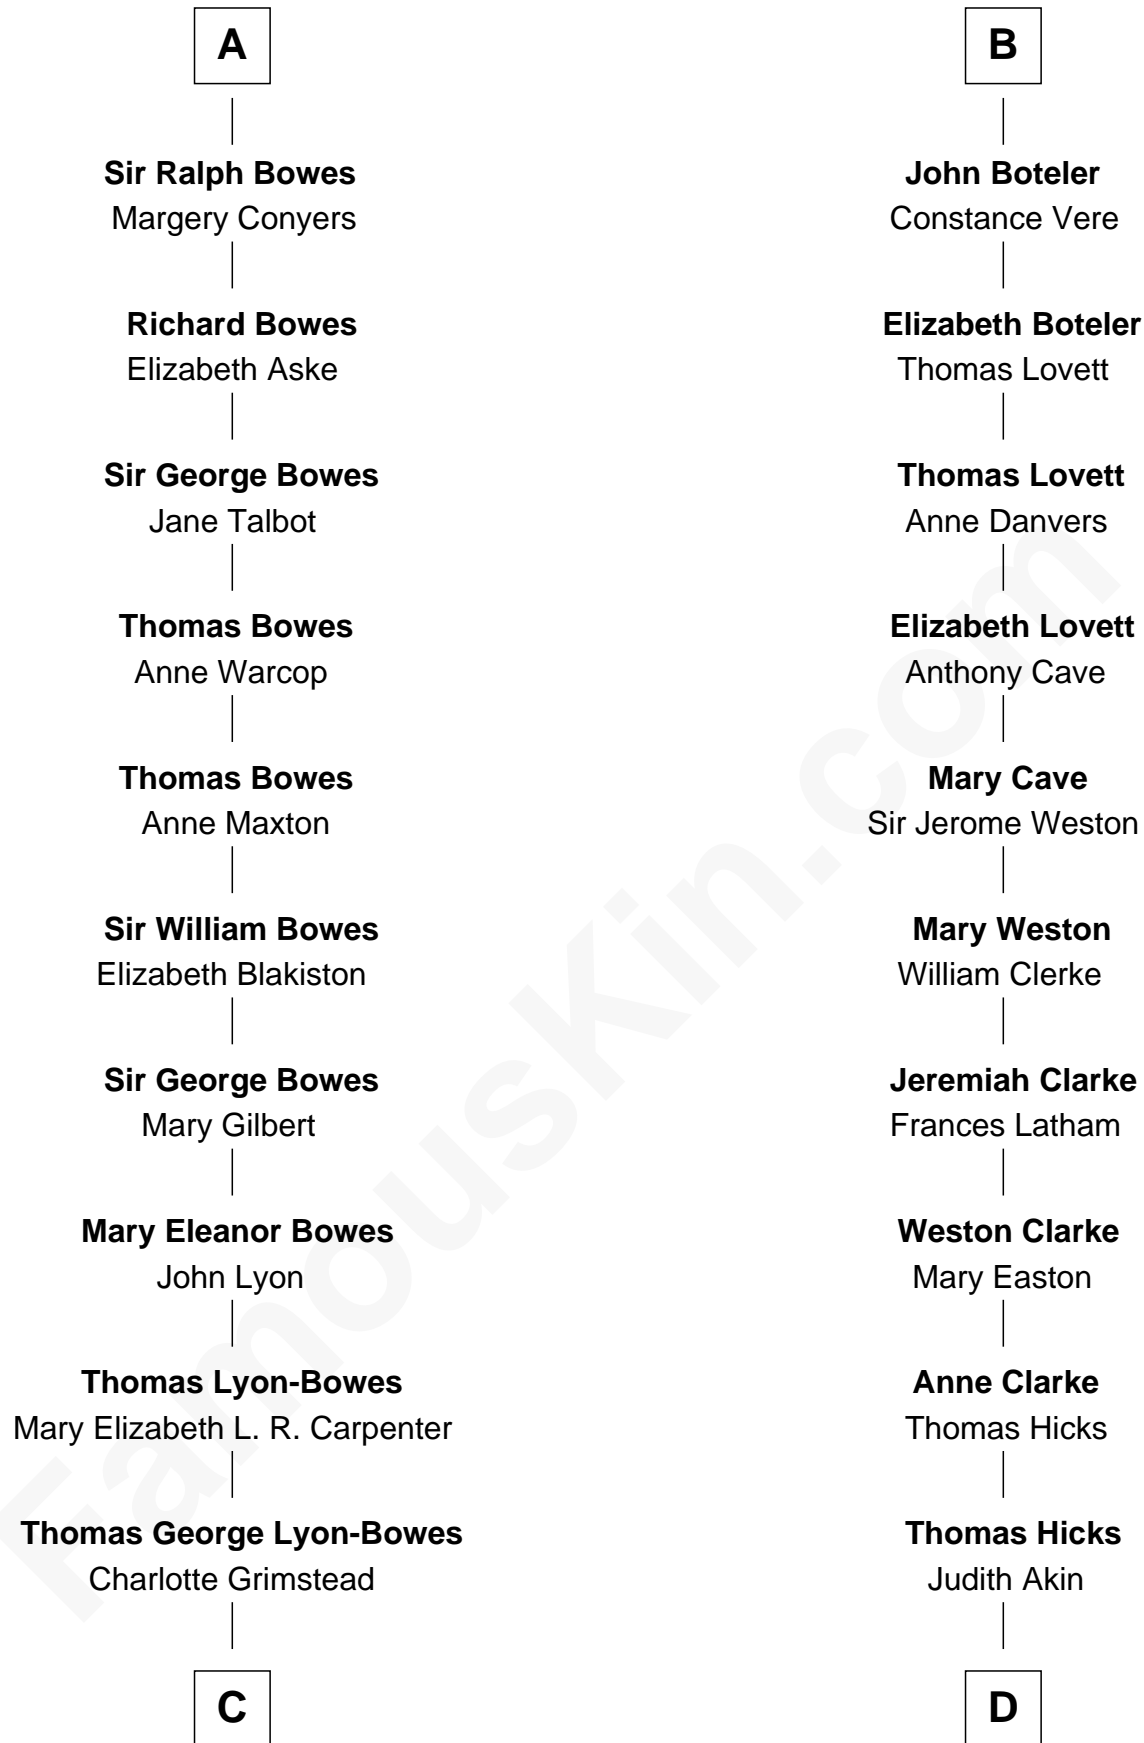 A
Sir Ralph Bowes
Margery Conyers
Richard Bowes
Elizabeth Aske
Sir George Bowes
Jane Talbot
Thomas Bowes
Anne Warcop
Thomas Bowes
Anne Maxton
Sir William Bowes
Elizabeth Blakiston
Sir George Bowes
Mary Gilbert
Mary Eleanor Bowes
John Lyon
Thomas Lyon-Bowes
Mary Elizabeth L. R. Carpenter
Thomas George Lyon-Bowes
Charlotte Grimstead
C
B
John Boteler
Constance Vere
Elizabeth Boteler
Thomas Lovett
Thomas Lovett
Anne Danvers
Elizabeth Lovett
Anthony Cave
Mary Cave
Sir Jerome Weston
Mary Weston
William Clerke
Jeremiah Clarke
Frances Latham
Weston Clarke
Mary Easton
Anne Clarke
Thomas Hicks
Thomas Hicks
Judith Akin
D
FamousKin.com